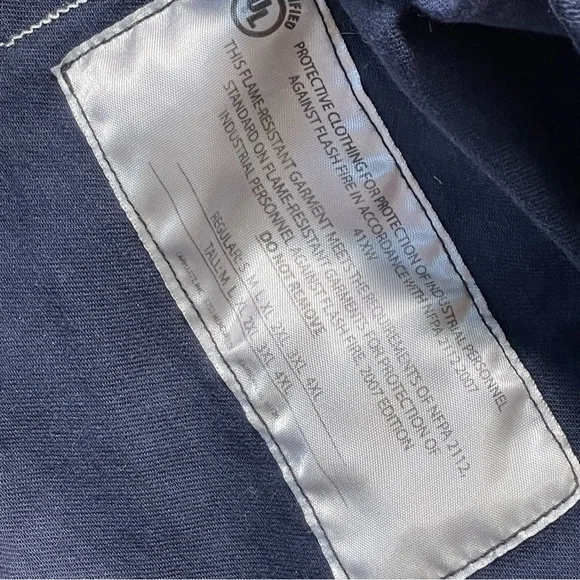 UL
PROTECTIVE CLOTHING FOR PROTECTION OF INDUSTRIAL PERSONNEL
AGAINST FLASH FIRE IN ACCORDANCE WITH NFPA 2112-2007
41XW
THIS FLAME-RESISTANT GARMENT MEETS THE REQUIREMENTS OF NFPA 2112,
STANDARD ON FLAME-RESISTANT GARMENTS FOR PROTECTION OF
INDUSTRIAL PERSONNEL AGAINST FLASH FIRE, 2007 EDITION
DO NOT REMOVE
REGULAR: S, M, L, XL, 2XL, 3XL, 4XL
TALL: M, L, XL, 2XL, 3XL, 4XL